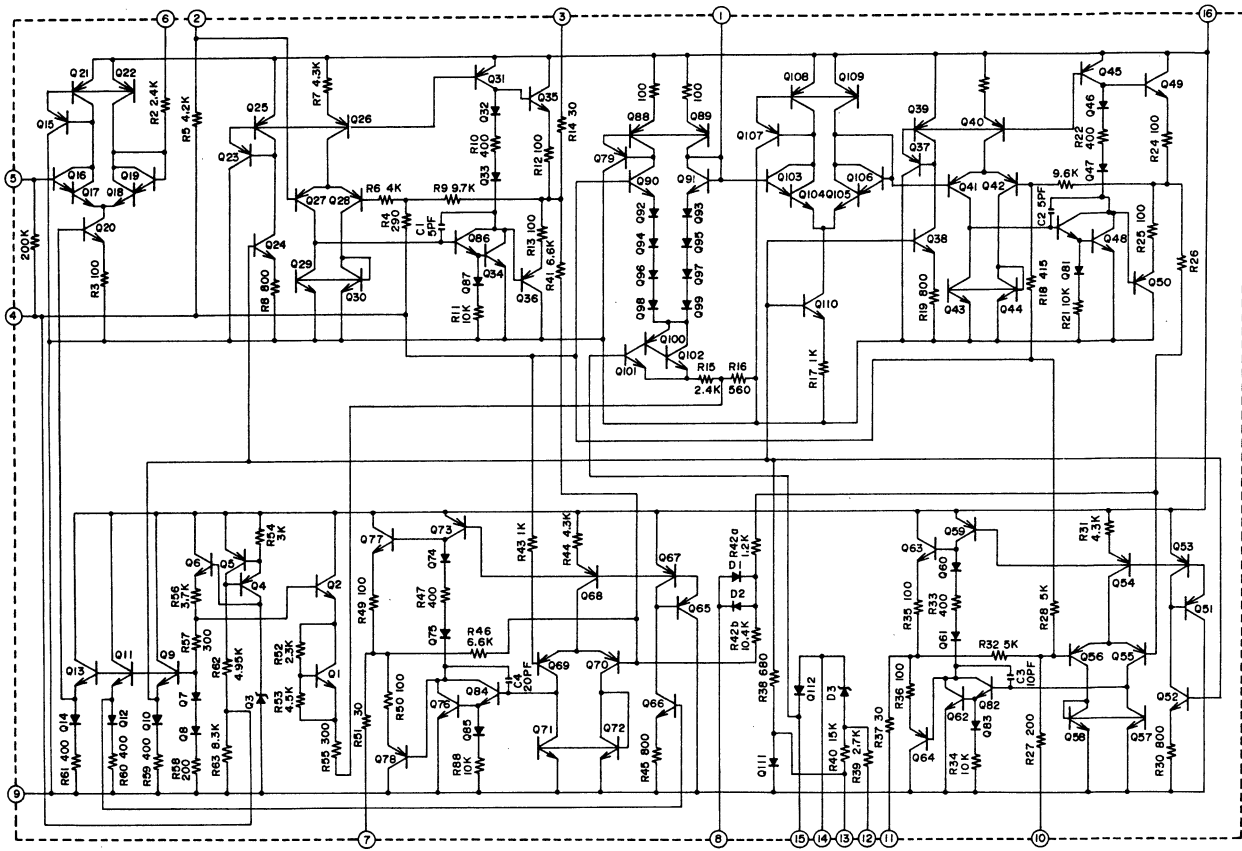 6
2
3
1
16
Q21
Q22
R2 2.4K
R5 4.2K
R7 4.3K
Q31
Q35
R14 30
100
100
Q108
Q109
Q45
Q49
Q15
Q25
Q26
Q32
R10
400
Q33
R12 100
Q88
Q89
Q107
Q39
Q40
Q46
R22
400
Q47
R24 100
Q23
Q79
Q37
5
Q16
Q17
Q18
Q19
Q27
Q28
R6 4K
R9 9.7K
R4
290
C1
5PF
Q90
Q91
Q103
Q104
Q105
Q106
Q41
Q42
9.6K
C2 5PF
Q20
200K
R3 100
Q24
R8 800
Q29
Q30
Q86
Q87
Q34
R11
10K
R13 100
Q36
R41 6.6K
Q92
Q93
Q94
Q95
Q96
Q97
Q98
Q99
Q110
Q38
R19 800
Q43
Q44
R18 415
Q81
R21 10K
Q48
R25 100
Q50
R26
4
Q100
Q101
Q102
R15
2.4K
R16
560
R17 1K
Q6
Q5
Q4
R54
3K
Q2
Q77
Q73
R43 1K
R44 4.3K
Q67
R42a
1.2K
Q63
Q59
R31
4.3K
Q53
R56
3.7K
R57
300
R62
4.95K
R52
2.3K
Q1
R53
4.5K
R49 100
Q74
R47
400
Q75
Q68
Q65
D1
D2
R42b
10.4K
R35 100
Q60
R33
400
Q61
R28 5K
Q54
Q51
Q13
Q11
Q9
Q7
Q3
R46
6.6K
Q69
Q70
R38 680
R32 5K
Q56
Q55
Q14
Q12
Q10
Q8
R61 400
R60 400
R59 400
R58
200
R63 8.3K
R55 300
R51 30
R50 100
Q76
Q84
C4
20PF
Q85
Q78
R88
10K
Q71
Q72
Q66
R45 800
Q112
D3
Q111
R40 15K
R39 2.7K
R37 30
R36 100
Q62
Q82
C3
10PF
Q83
Q64
R34
10K
R27 200
Q58
Q57
Q52
R30 800
9
7
8
15
14
13
12
11
10